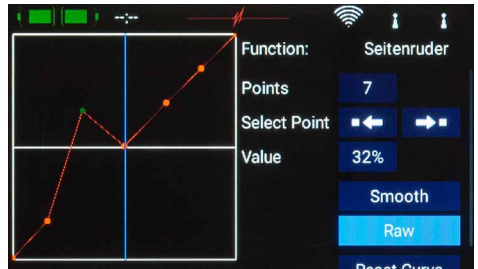 --:--
Function: Seitenruder
Points 7
Select Point
Value 32%
Smooth
Raw
Reset Curve